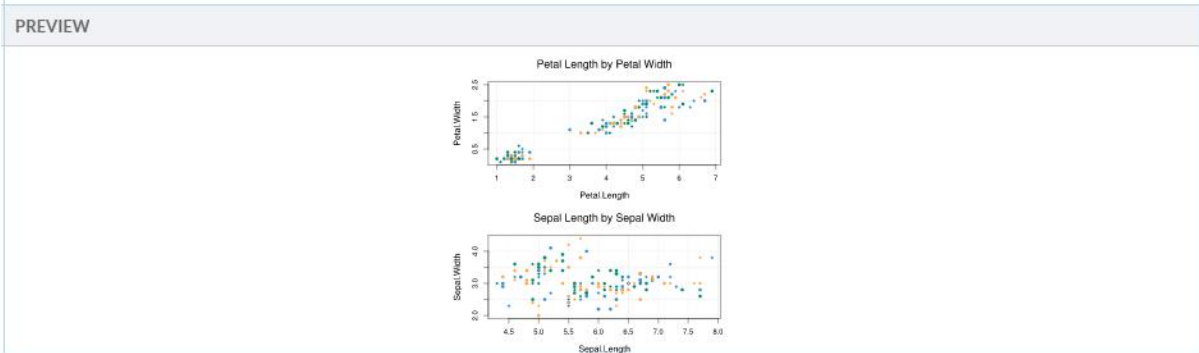 PREVIEW
Petal Length by Petal Width
Petal.Width
0.5 1.5 2.5
1 2 3 4 5 6 7
Petal.Length
Sepal Length by Sepal Width
Sepal.Width
2.0 3.0 4.0
4.5 5.0 5.5 6.0 6.5 7.0 7.5 8.0
Sepal.Length